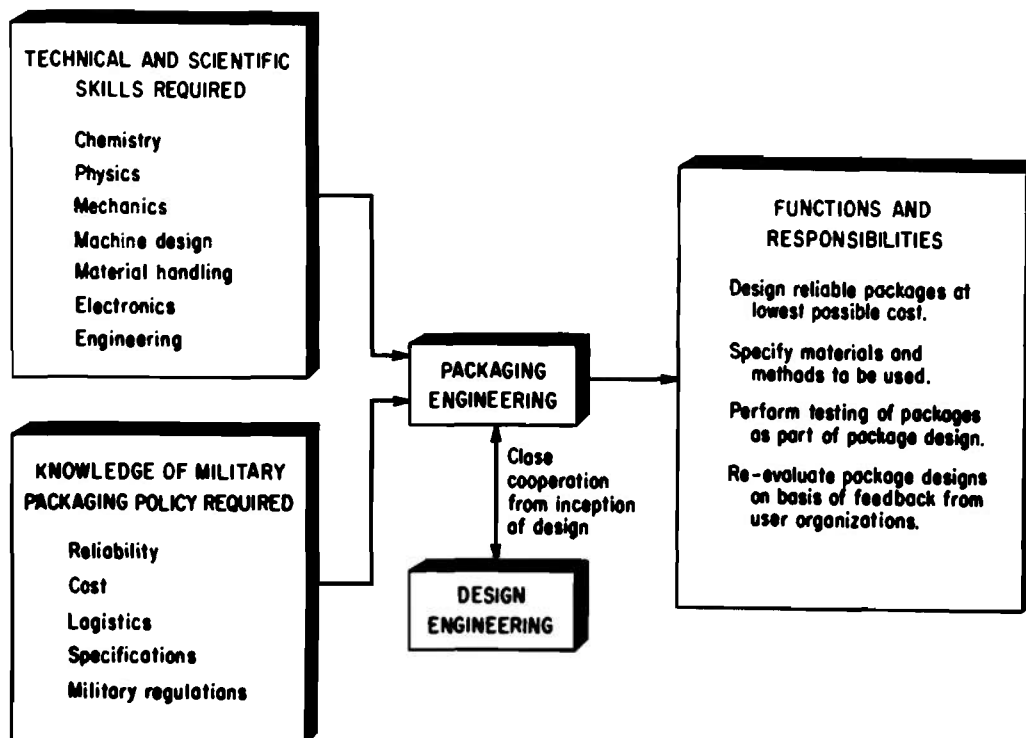 TECHNICAL AND SCIENTIFIC
SKILLS REQUIRED
Chemistry
Physics
Mechanics
Machine design
Material handling
Electronics
Engineering
KNOWLEDGE OF MILITARY
PACKAGING POLICY REQUIRED
Reliability
Cost
Logistics
Specifications
Military regulations
PACKAGING
ENGINEERING
Close
cooperation
from inception
of design
DESIGN
ENGINEERING
FUNCTIONS AND
RESPONSIBILITIES
Design reliable packages at
lowest possible cost.
Specify materials and
methods to be used.
Perform testing of packages
as part of package design.
Re-evaluate package designs
on basis of feedback from
user organizations.